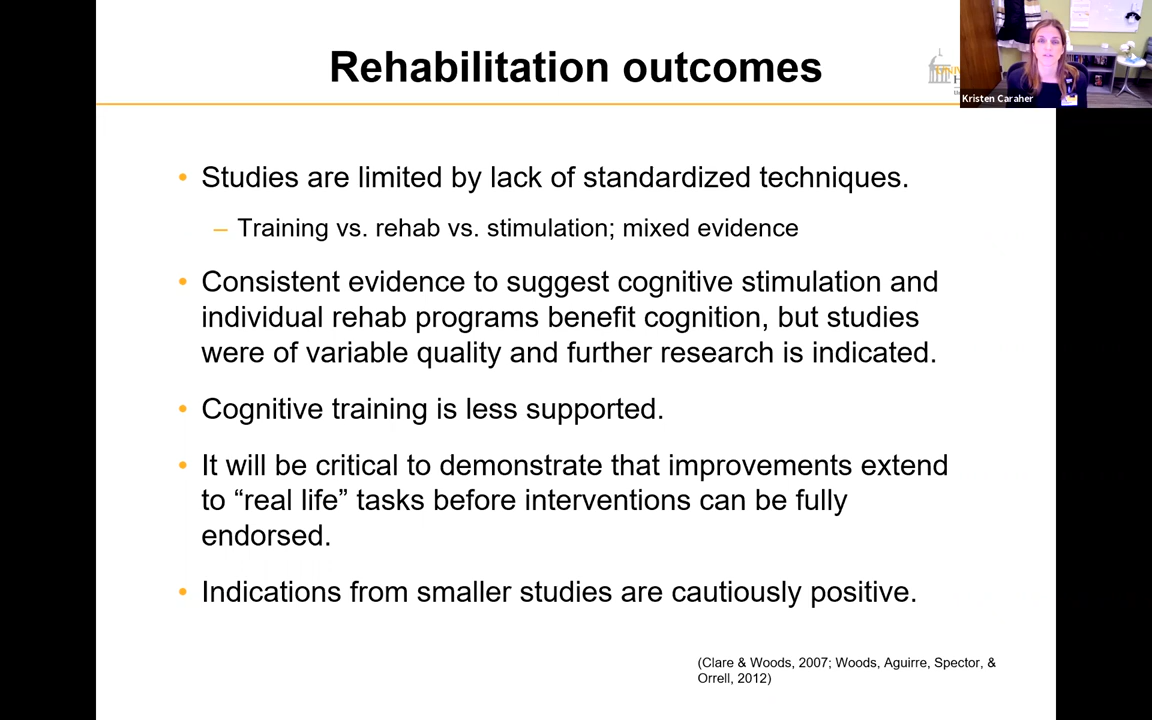 Rehabilitation outcomes
Kristen Caraher
• Studies are limited by lack of standardized techniques.
– Training vs. rehab vs. stimulation; mixed evidence
• Consistent evidence to suggest cognitive stimulation and
individual rehab programs benefit cognition, but studies
were of variable quality and further research is indicated.
• Cognitive training is less supported.
• It will be critical to demonstrate that improvements extend
to “real life” tasks before interventions can be fully
endorsed.
• Indications from smaller studies are cautiously positive.
(Clare & Woods, 2007; Woods, Aguirre, Spector, &
Orrell, 2012)